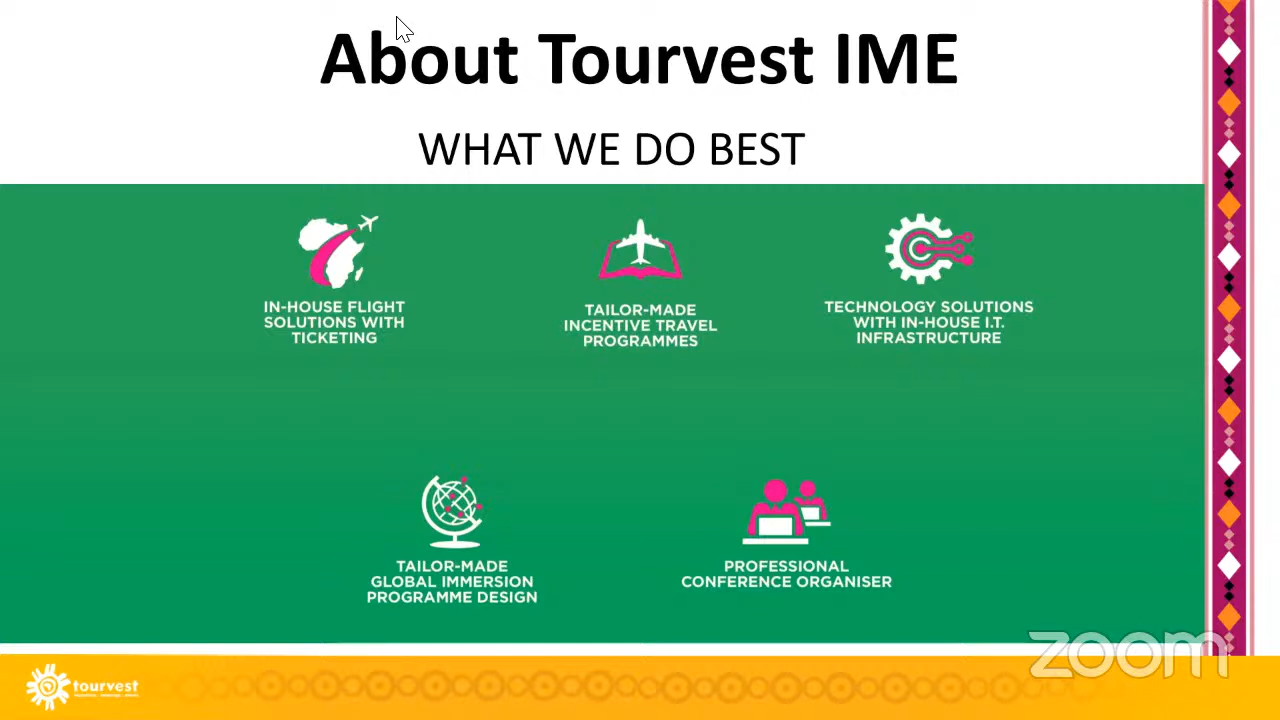 About Tourvest IME
WHAT WE DO BEST
IN-HOUSE FLIGHT
SOLUTIONS WITH
TICKETING
TAILOR-MADE
INCENTIVE TRAVEL
PROGRAMMES
TECHNOLOGY SOLUTIONS
WITH IN-HOUSE I.T.
INFRASTRUCTURE
TAILOR-MADE
GLOBAL IMMERSION
PROGRAMME DESIGN
PROFESSIONAL
CONFERENCE ORGANISER
zoom
tourvest